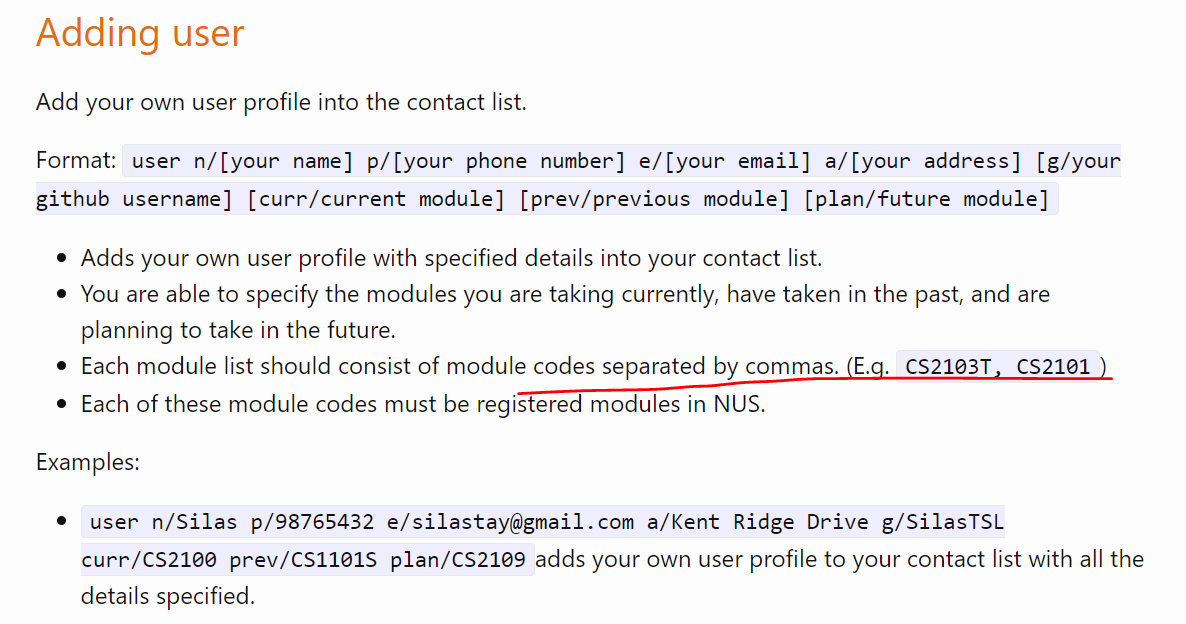 Adding user
Add your own user profile into the contact list.
Format: user n/[your name] p/[your phone number] e/[your email] a/[your address] [g/your
github username] [curr/current module] [prev/previous module] [plan/future module]
• Adds your own user profile with specified details into your contact list.
• You are able to specify the modules you are taking currently, have taken in the past, and are
planning to take in the future.
• Each module list should consist of module codes separated by commas. (E.g. CS2103T, CS2101 )
• Each of these module codes must be registered modules in NUS.
Examples:
• user n/Silas p/98765432 e/silastay@gmail.com a/Kent Ridge Drive g/SilasTSL
curr/CS2100 prev/CS1101S plan/CS2109 adds your own user profile to your contact list with all the
details specified.